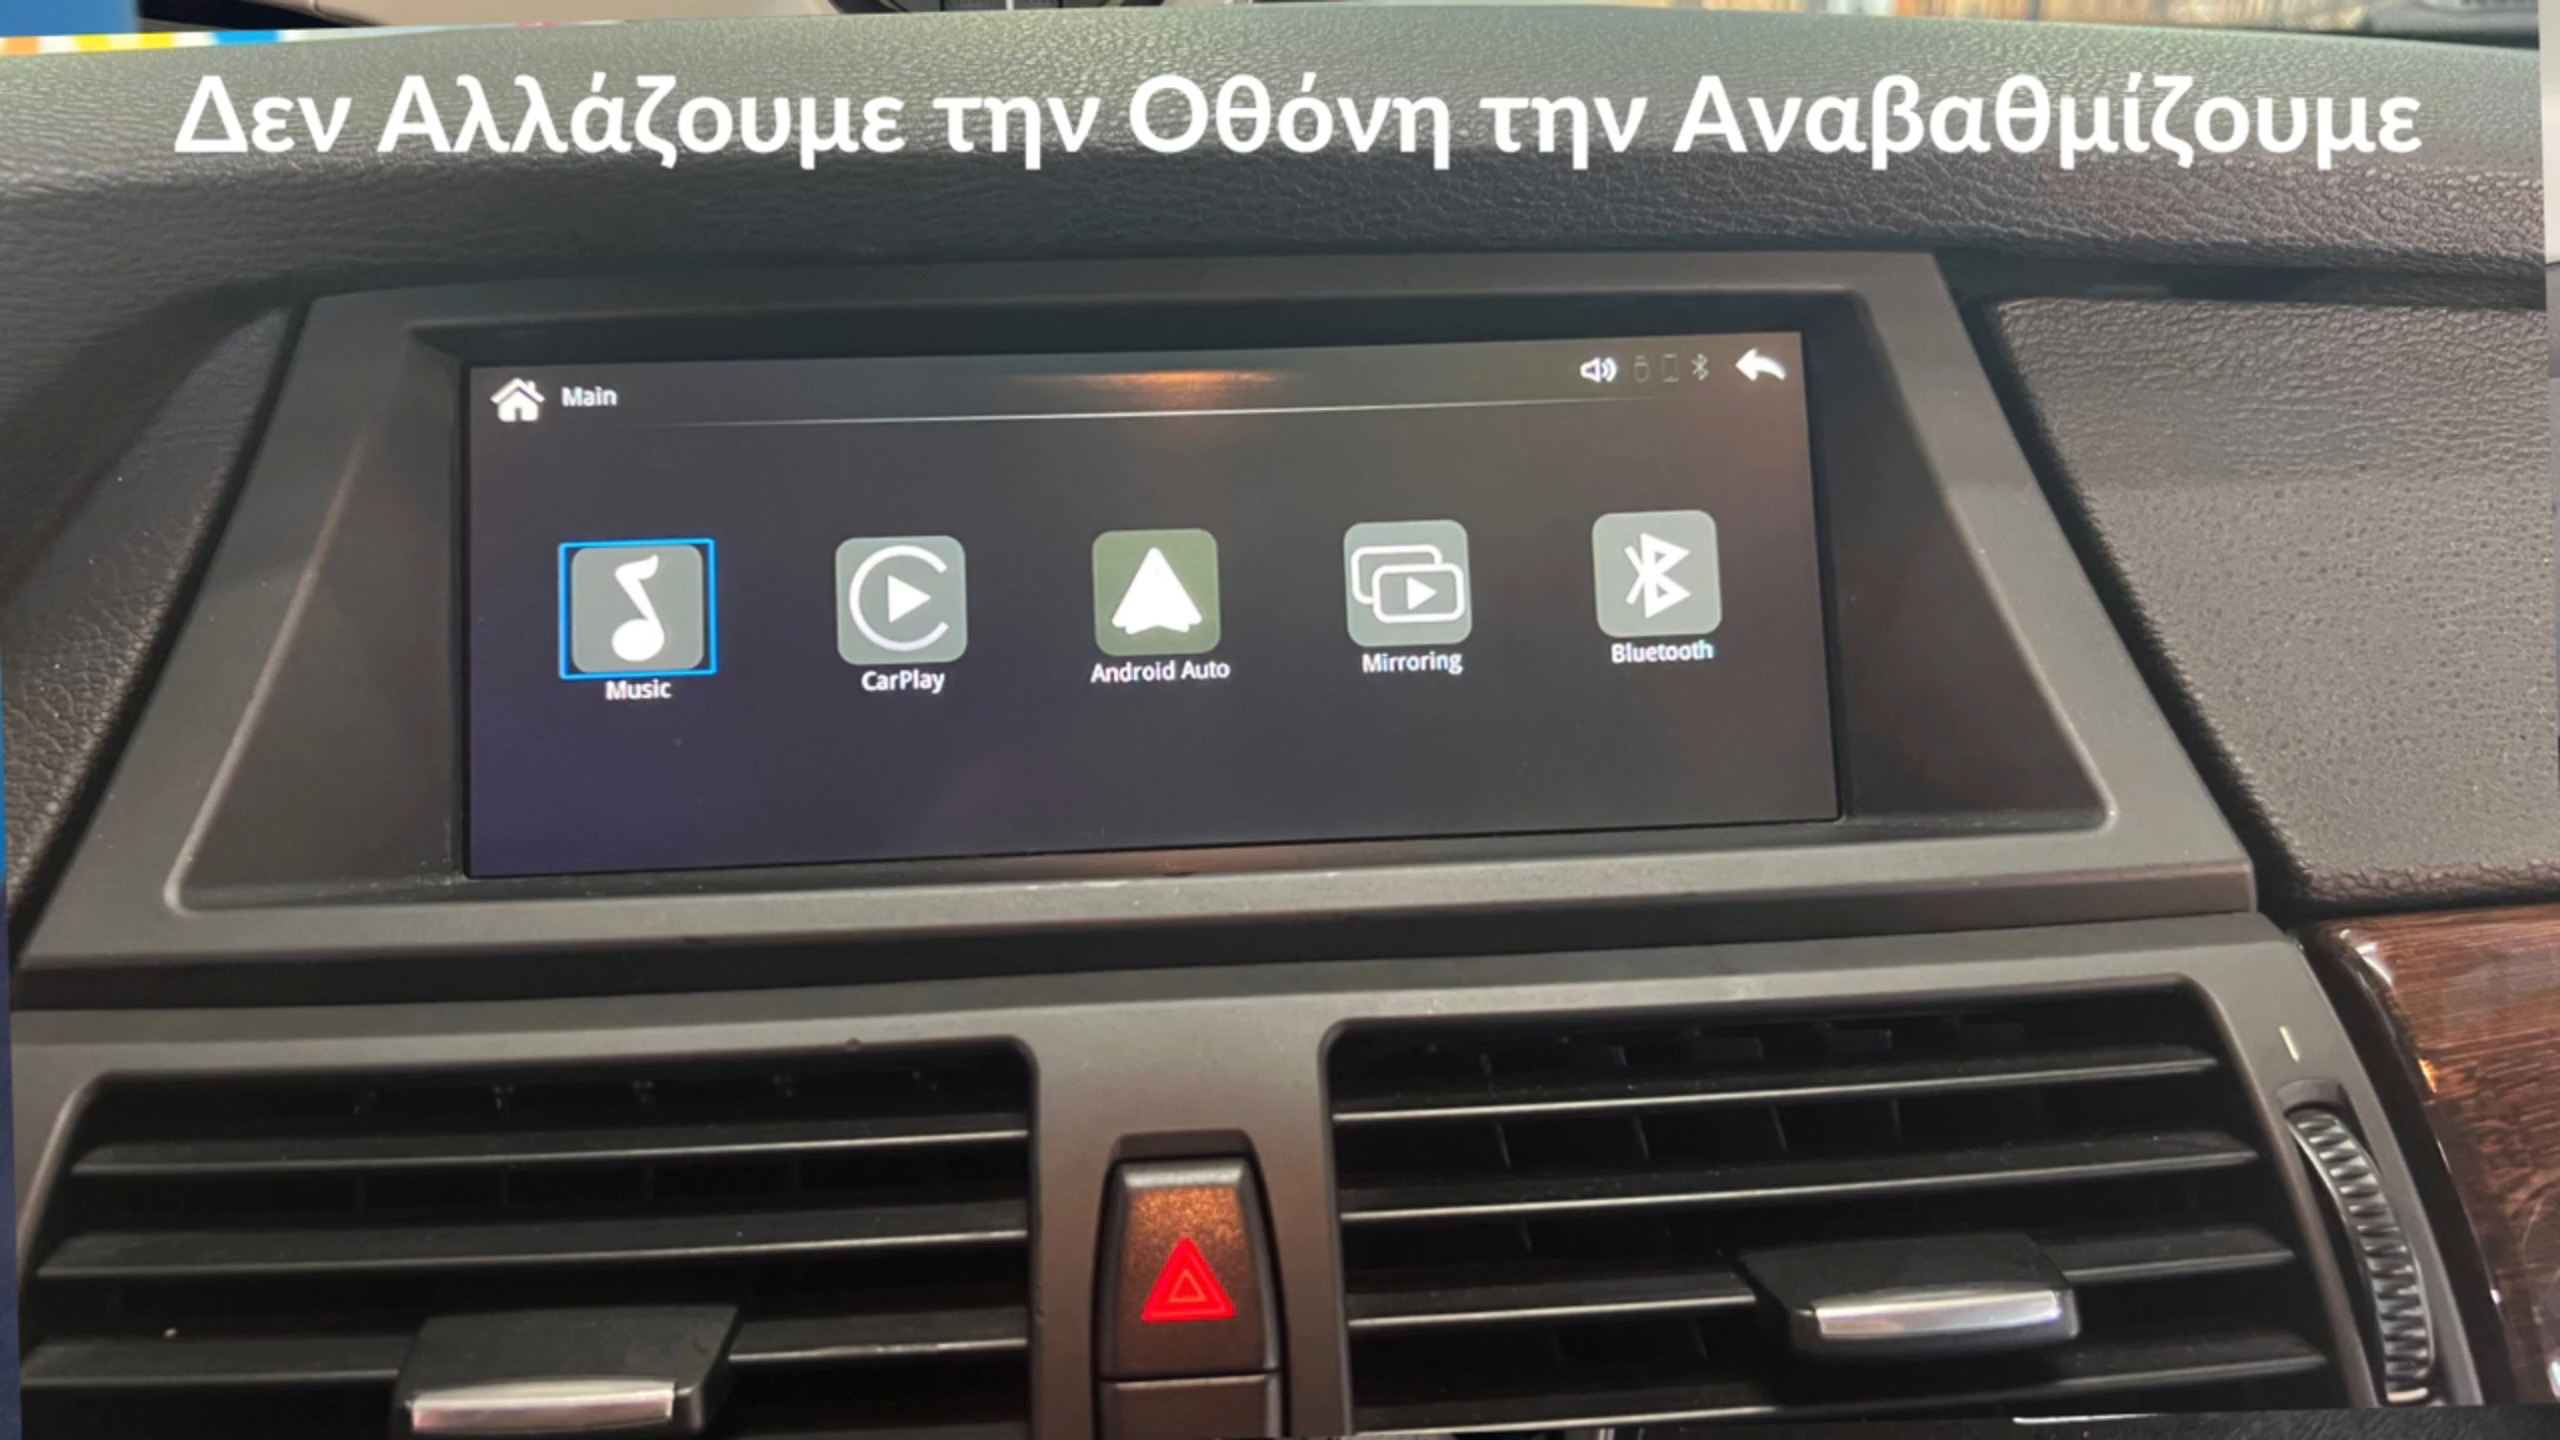 Δεν Αλλάζουμε την Οθόνη την Αναβαθμίζουμε
Main
Music
CarPlay
Android Auto
Mirroring
Bluetooth